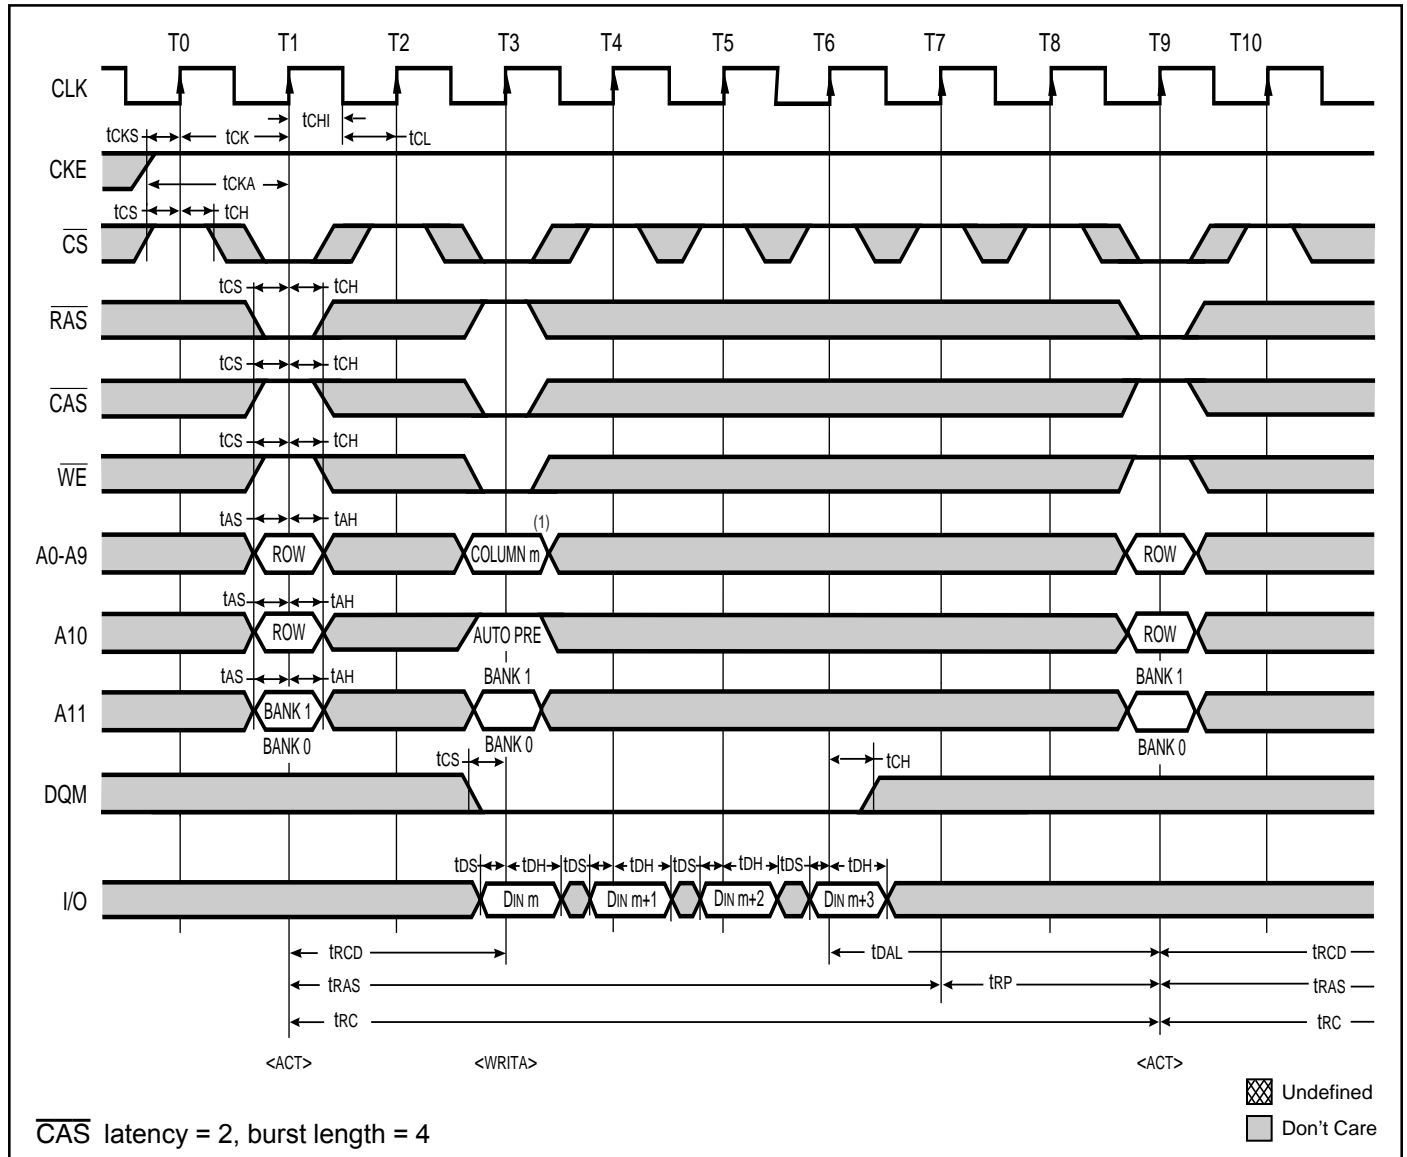 T0 T1 T2 T3 T4 T5 T6 T7 T8 T9 T10
CLK
tCHI
tCKS tCK tCL
CKE
tCKA
tCS tCH
CS
tCS tCH
RAS
tCS tCH
CAS
tCS tCH
WE
tAS tAH (1)
A0-A9 ROW COLUMN m ROW
tAS tAH
A10 ROW AUTO PRE ROW
tAS tAH BANK 1 BANK 1
A11 BANK 1
BANK 0 BANK 0 BANK 0
tCS tCH
DQM
tDS tDH tDS tDH tDS tDH tDS tDH
I/O DIN m DIN m+1 DIN m+2 DIN m+3
tRCD tDAL tRCD
tRAS tRP tRAS
tRC tRC
<ACT> <WRITA> <ACT>
Undefined
CAS latency = 2, burst length = 4 Don't Care